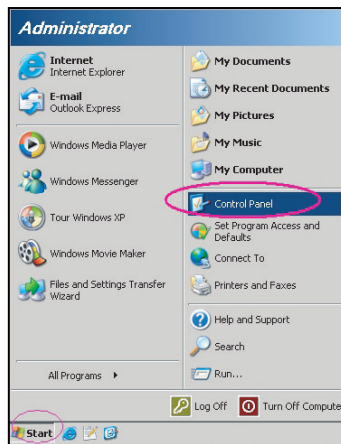 Administrator
Internet
Internet Explorer
E-mail
Outlook Express
Windows Media Player
Windows Messenger
Tour Windows XP
Windows Movie Maker
Files and Settings Transfer
Wizard
All Programs
My Documents
My Recent Documents
My Pictures
My Music
My Computer
Control Panel
Set Program Access and
Defaults
Connect To
Printers and Faxes
Help and Support
Search
Run...
Log Off
Turn Off Compute
Start